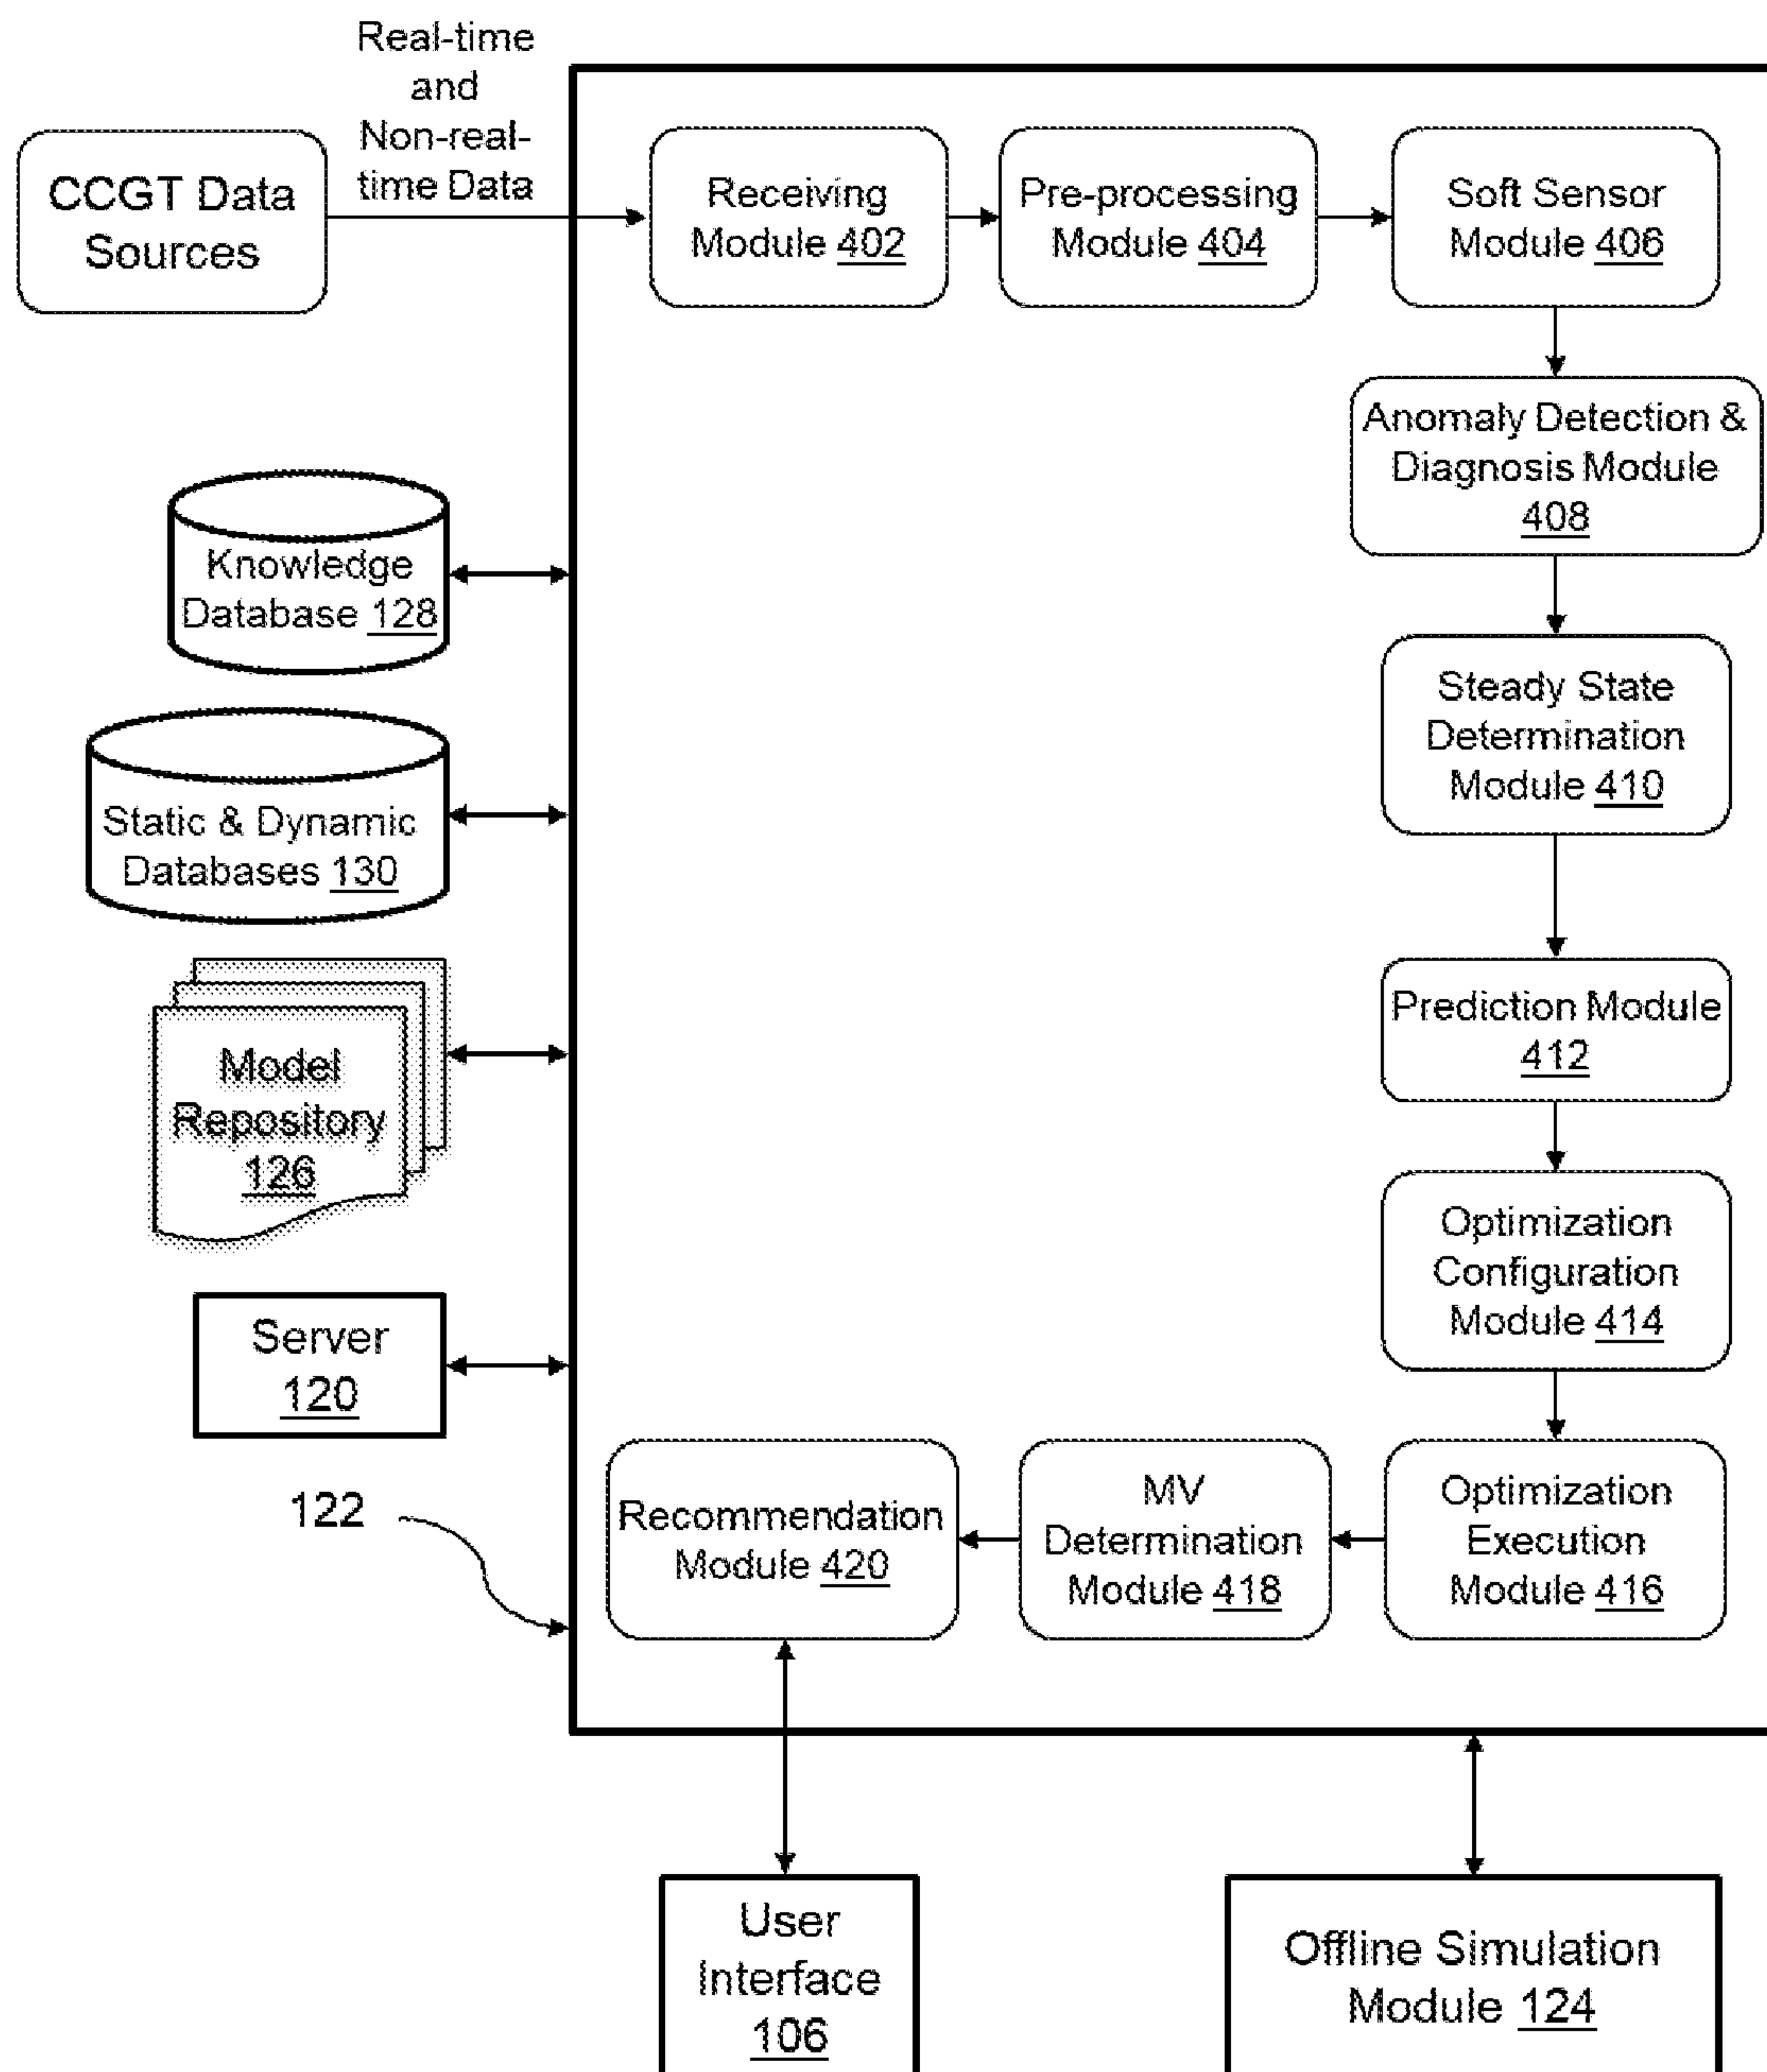 Real-time
and
Non-real-
time Data
CCGT Data
Sources
Receiving
Module 402
Pre-processing
Module 404
Soft Sensor
Module 406
Anomaly Detection &
Diagnosis Module
408
Knowledge
Database 128
Steady State
Determination
Module 410
Static & Dynamic
Databases 130
Prediction Module
412
Model
Repository
126
Optimization
Configuration
Module 414
Server
120
122
Recommendation
Module 420
MV
Determination
Module 418
Optimization
Execution
Module 416
User
Interface
106
Offline Simulation
Module 124